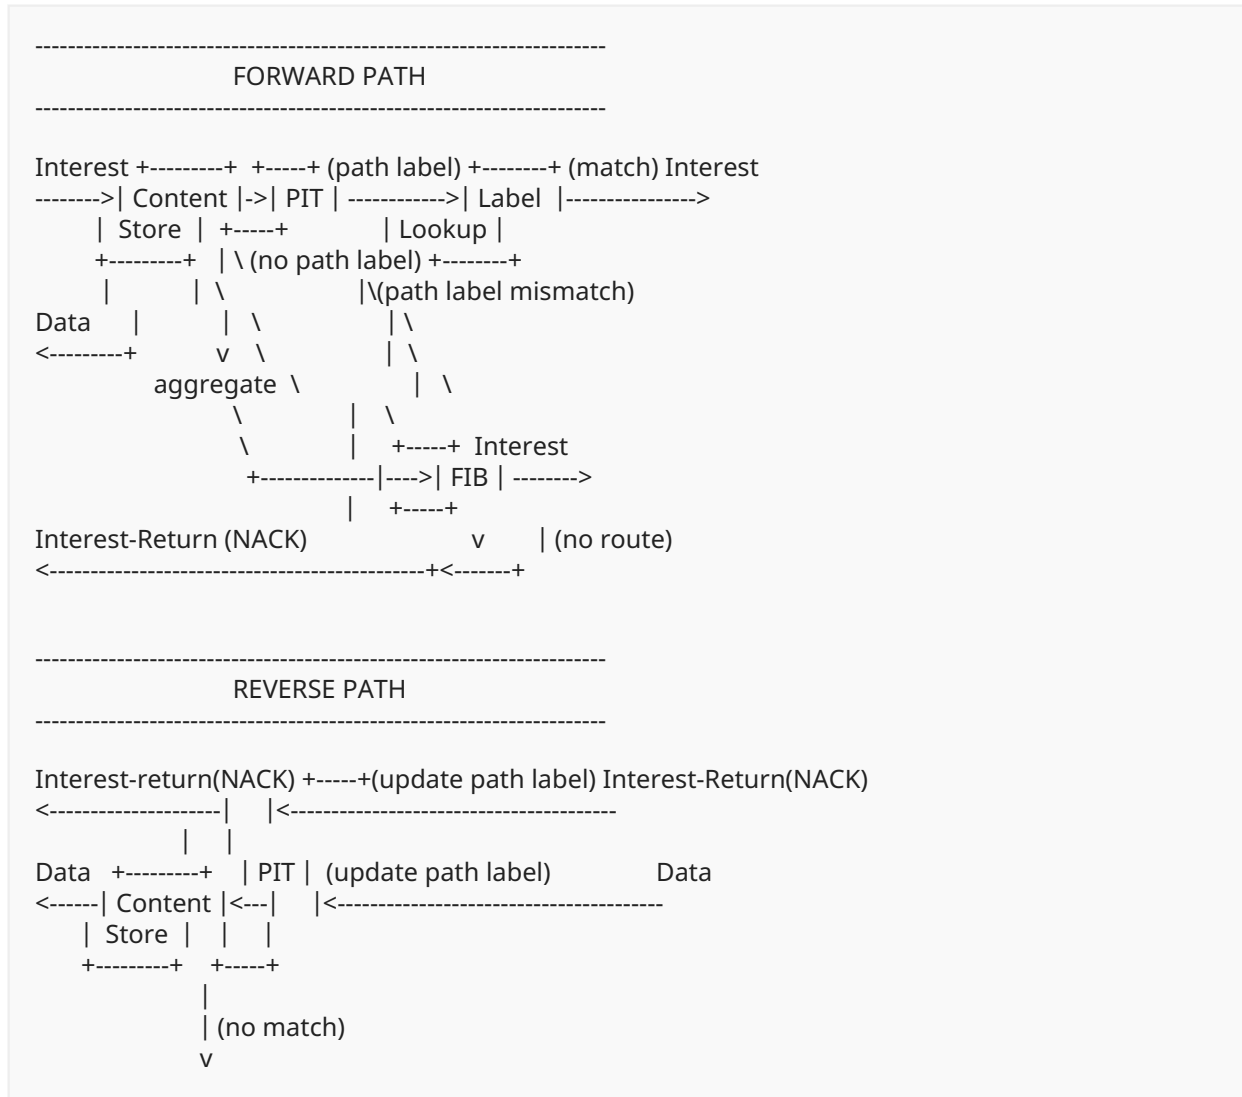 ----------------------------------------------------------------------
                         FORWARD PATH
----------------------------------------------------------------------

Interest +---------+  +-----+ (path label) +--------+ (match) Interest
-------->| Content |->| PIT | ------------>| Label  |---------------->
         |  Store  |  +-----+              | Lookup |
         +---------+   | \ (no path label) +--------+
          |            |  \                 |\(path label mismatch)
Data      |            |   \                | \
<---------+            v    \               |  \
                  aggregate  \              |   \
                              \             |    \
                               \            |     +-----+  Interest
                                +--------------|---->| FIB | -------->
                                            |     +-----+
Interest-Return (NACK)                      v        | (no route)
<----------------------------------------------+<-------+

----------------------------------------------------------------------
                         REVERSE PATH
----------------------------------------------------------------------

Interest-return(NACK) +-----+(update path label) Interest-Return(NACK)
<---------------------|     |<----------------------------------------
                      |     |
Data   +---------+    | PIT |  (update path label)               Data
<------| Content |<---|     |<----------------------------------------
       |  Store  |    |     |
       +---------+    +-----+
                         |
                         | (no match)
                         v